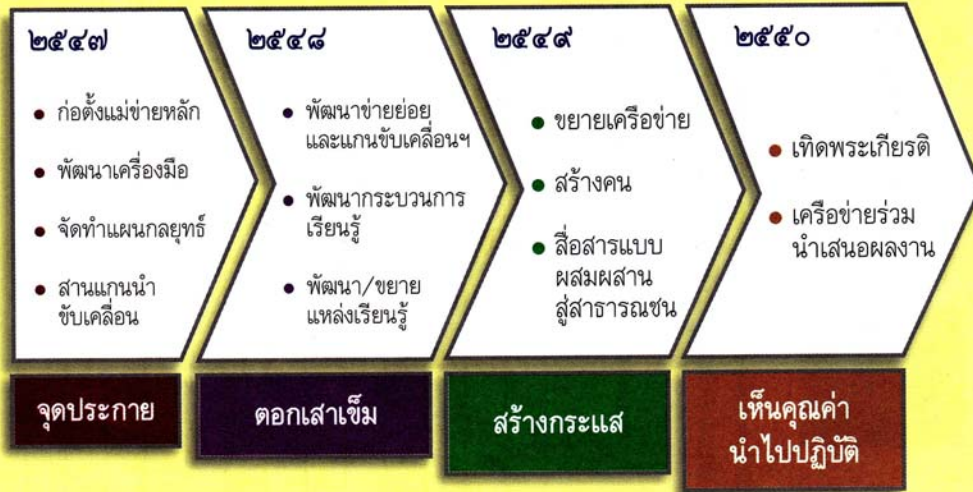 ๒๕๔๗
ก่อตั้งแม่ข่ายหลัก
พัฒนาเครื่องมือ
จัดทำแผนกลยุทธ์
สานแกนนำ
ขับเคลื่อน
จุดประกาย
๒๕๔๘
พัฒนาข่ายย่อย
และแกนขับเคลื่อนฯ
พัฒนากระบวนการ
เรียนรู้
พัฒนา/ขยาย
แหล่งเรียนรู้
ตอกเสาเข็ม
๒๕๔๙
ขยายเครือข่าย
สร้างคน
สื่อสารแบบ
ผสมผสาน
สู่สาธารณชน
สร้างกระแส
๒๕๕๐
เทิดพระเกียรติ
เครือข่ายร่วม
นำเสนอผลงาน
เห็นคุณค่า
นำไปปฏิบัติ